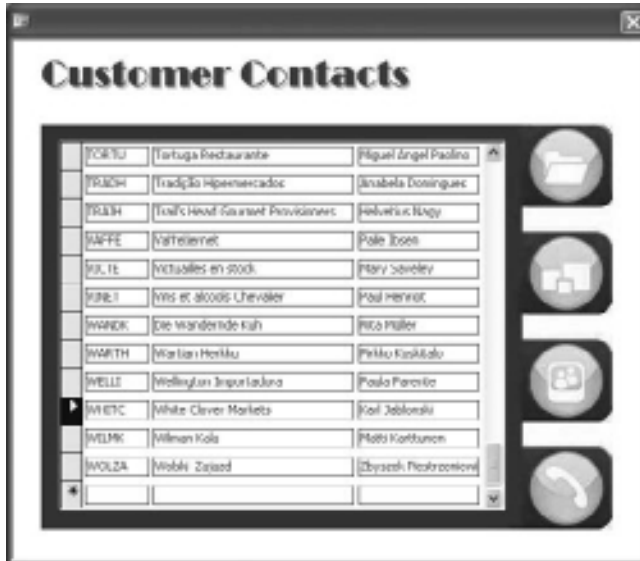 Customer Contacts
TORTU Tortuga Restaurante Miguel Angel Paolino
TRADH Tradição Hipermercados Anabela Domingues
TRAIH Trail's Head Gourmet Provisioners Helvetius Nagy
VAFFE Vaffeljernet Palle Ibsen
VICTE Victuailles en stock Mary Saveley
VINET Vins et alcools Chevalier Paul Henriot
WANDK Die Wandernde Kuh Rita Müller
WARTH Wartian Herkku Pirkko Koskitalo
WELLI Wellington Importadora Paula Parente
WHITC White Clover Markets Karl Jablonski
WILMK Wilman Kala Matti Karttunen
WOLZA Wolski Zajazd Zbyszek Piestrzeniewi